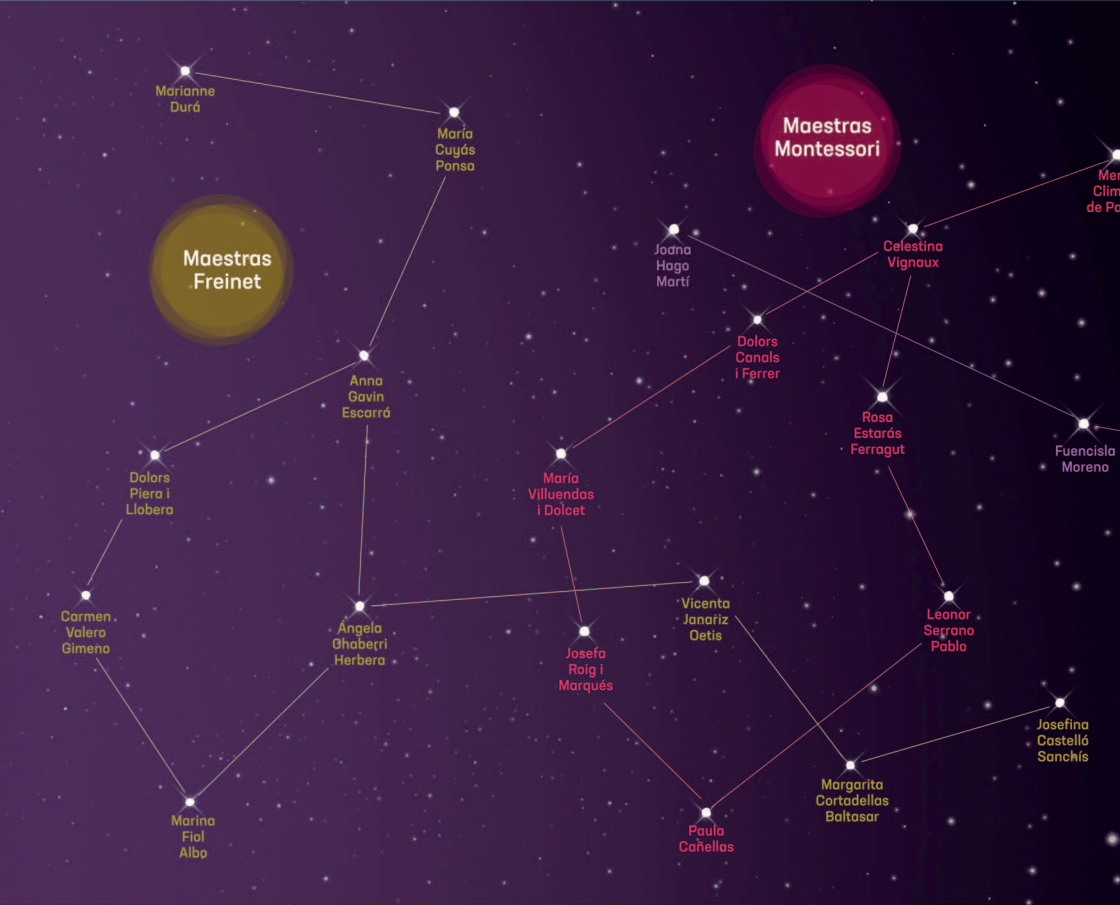 Marianne
Durá
María
Cuyás
Ponsa
Maestras
Montessori
Maestras
Freinet
Joana
Hago
Martí
Celestina
Vignaux
de
Dolors
Canals
i Ferrer
Anna
Gavin
Escarrá
Rosa
Estarás
Ferragut
Fuencisla
Moreno
Dolors
Piera i
Llobera
María
Villuendas
i Dolcet
Carmen
Valero
Gimeno
Ángela
Ghaberri
Herbera
Vicenta
Janariz
Oetis
Josefa
Roig i
Marqués
Leonor
Serrano
Pablo
Josefina
Castelló
Sanchís
Margarita
Cortadellas
Baltasar
Marina
Fiol
Albo
Paula
Cañellas